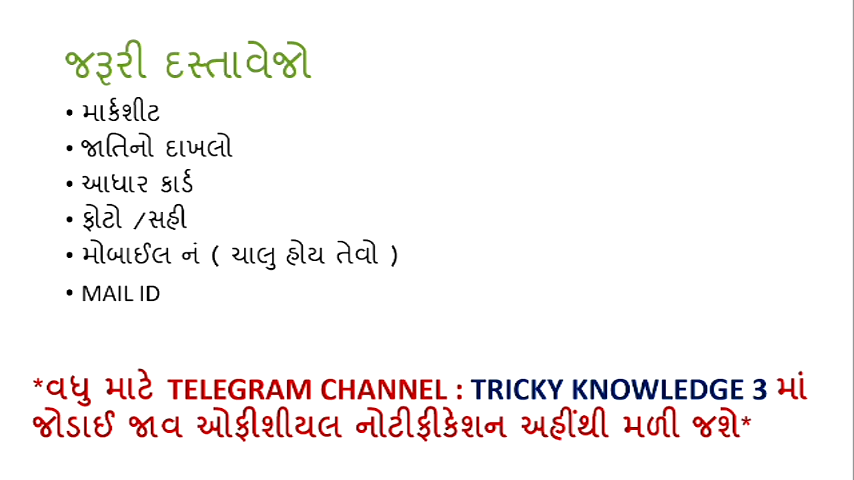 જરૂરી દસ્તાવેજો
• માર્કશીટ
• જાતિનો દાખલો
• આધાર કાર્ડ
• ફોટો /સહી
• મોબાઈલ નં ( ચાલુ હોય તેવો )
• MAIL ID
*વધુ માટે TELEGRAM CHANNEL : TRICKY KNOWLEDGE 3 માં
જોડાઈ જાવ ઓફીશીયલ નોટીફીકેશન અહીંથી મળી જશે*